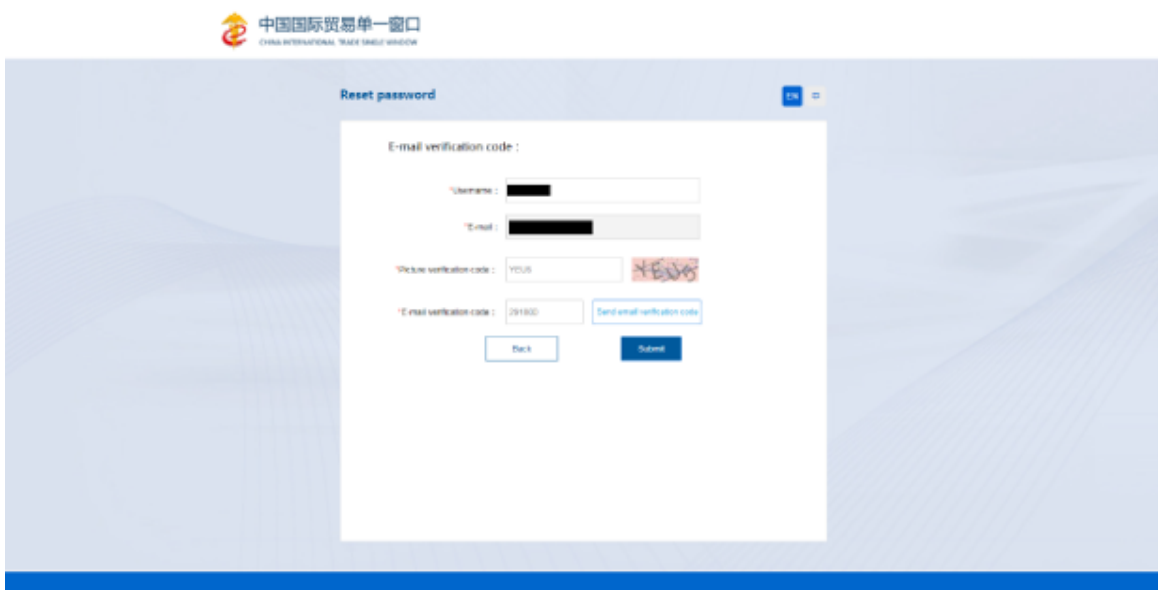 中国国际贸易单一窗口
CHINA INTERNATIONAL TRADE SINGLE WINDOW
Reset password
EN
E-mail verification code :
*Username :
*E-mail :
*Picture verification code : YEUS
*E-mail verification code : Send email verification code
Back Submit